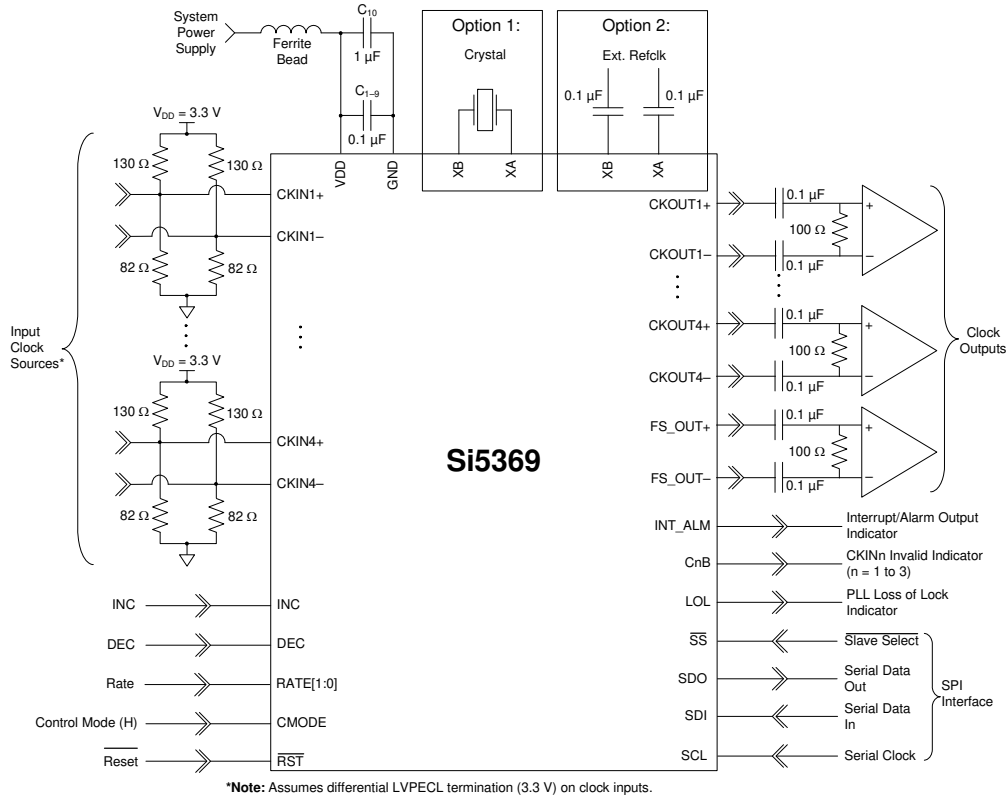 System
Power
Supply
Ferrite
Bead
C10
1 µF
C1–9
0.1 µF
Option 1:
Crystal
XB
XA
Option 2:
Ext. Refclk
0.1 µF
0.1 µF
XB
XA
VDD
GND
VDD = 3.3 V
130 Ω
130 Ω
CKIN1+
CKIN1–
82 Ω
82 Ω
Input
Clock
Sources*
VDD = 3.3 V
130 Ω
130 Ω
CKIN4+
CKIN4–
82 Ω
82 Ω
INC
INC
DEC
DEC
Rate
RATE[1:0]
Control Mode (H)
CMODE
Reset
RST
Si5369
CKOUT1+
0.1 µF
+
100 Ω
CKOUT1–
0.1 µF
–
CKOUT4+
0.1 µF
+
100 Ω
CKOUT4–
0.1 µF
–
FS_OUT+
0.1 µF
+
100 Ω
FS_OUT–
0.1 µF
–
Clock
Outputs
INT_ALM
Interrupt/Alarm Output
Indicator
CnB
CKINn Invalid Indicator
(n = 1 to 3)
LOL
PLL Loss of Lock
Indicator
SS
Slave Select
SDO
Serial Data
Out
SDI
Serial Data
In
SCL
Serial Clock
SPI
Interface
*Note: Assumes differential LVPECL termination (3.3 V) on clock inputs.